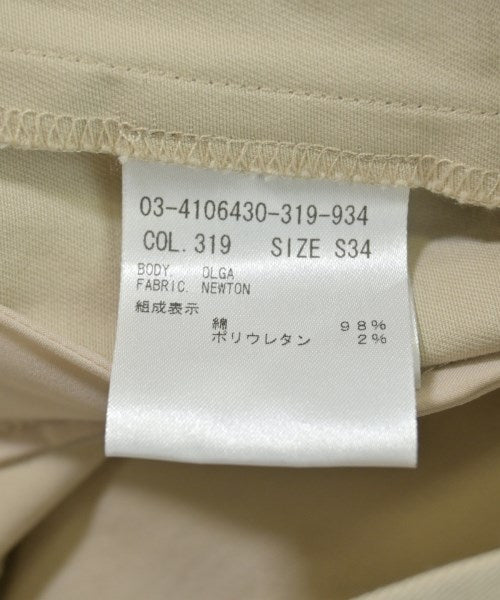 03-4106430-319-934
COL. 319 SIZE S34
BODY. OLGA
FABRIC. NEWTON
組成表示
綿 98%
ポリウレタン 2%